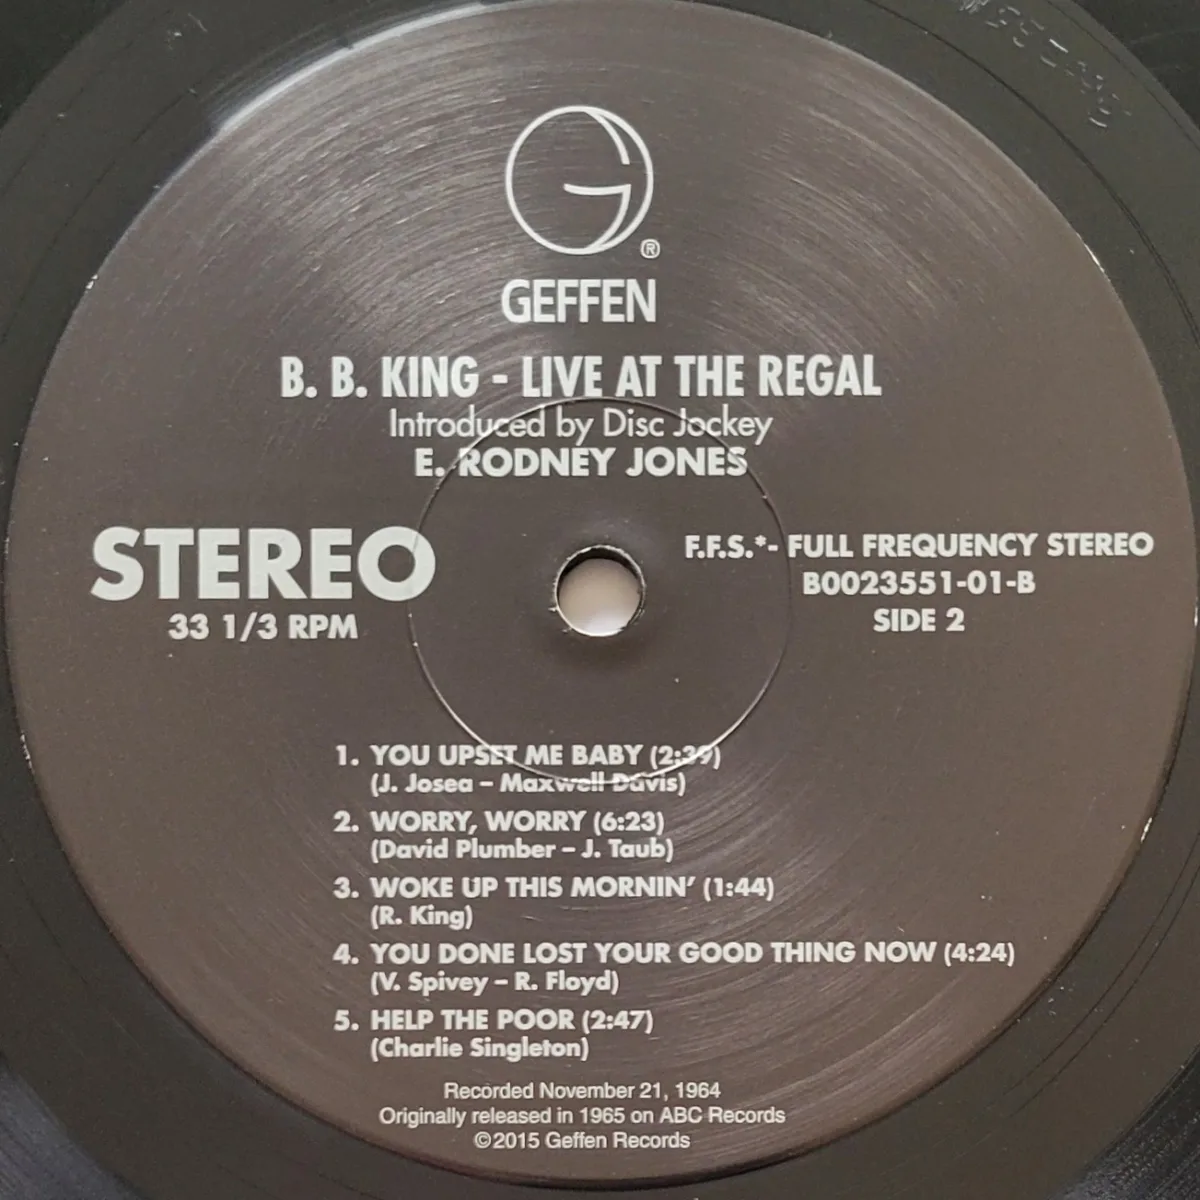 ®
GEFFEN
B. B. KING - LIVE AT THE REGAL
Introduced by Disc Jockey
E. RODNEY JONES
STEREO
33 1/3 RPM
F.F.S.*- FULL FREQUENCY STEREO
B0023551-01-B
SIDE 2
1. YOU UPSET ME BABY (2:39)
(J. Josea – Maxwell Davis)
2. WORRY, WORRY (6:23)
(David Plumber – J. Taub)
3. WOKE UP THIS MORNIN’ (1:44)
(R. King)
4. YOU DONE LOST YOUR GOOD THING NOW (4:24)
(V. Spivey – R. Floyd)
5. HELP THE POOR (2:47)
(Charlie Singleton)
Recorded November 21, 1964
Originally released in 1965 on ABC Records
©2015 Geffen Records